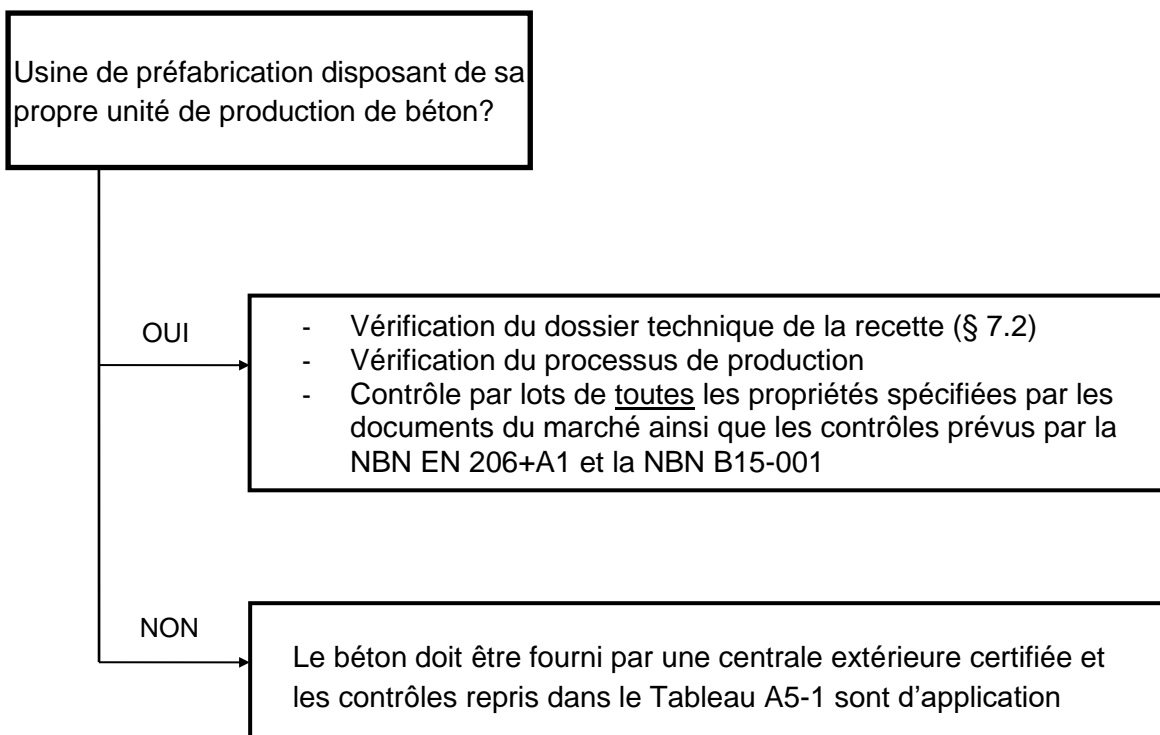 Usine de préfabrication disposant de sa
propre unité de production de béton?
OUI
- Vérification du dossier technique de la recette (§ 7.2)
- Vérification du processus de production
- Contrôle par lots de toutes les propriétés spécifiées par les
documents du marché ainsi que les contrôles prévus par la
NBN EN 206+A1 et la NBN B15-001
NON
Le béton doit être fourni par une centrale extérieure certifiée et
les contrôles repris dans le Tableau A5-1 sont d’application